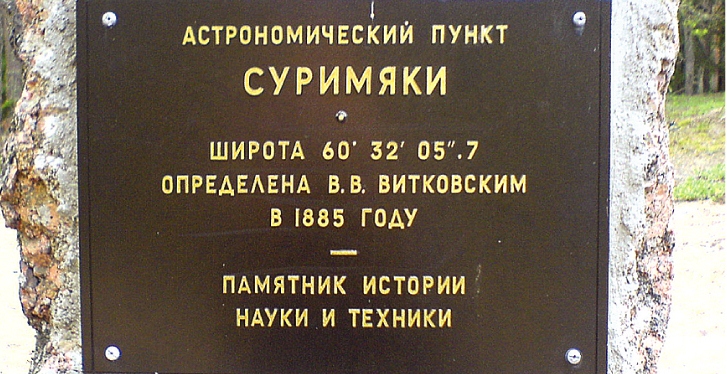 АСТРОНОМИЧЕСКИЙ ПУНКТ
СУРИМЯКИ
ШИРОТА 60° 32′ 05″.7
ОПРЕДЕЛЕНА В.В. ВИТКОВСКИМ
В 1885 ГОДУ
ПАМЯТНИК ИСТОРИИ
НАУКИ И ТЕХНИКИ